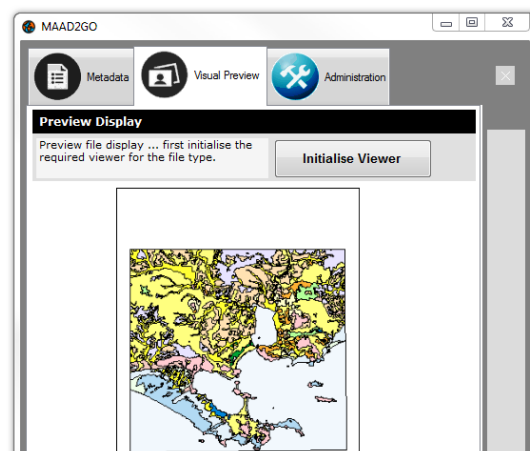 MAAD2GO
Metadata
Visual Preview
Administration
Preview Display
Preview file display ... first initialise the
required viewer for the file type.
Initialise Viewer